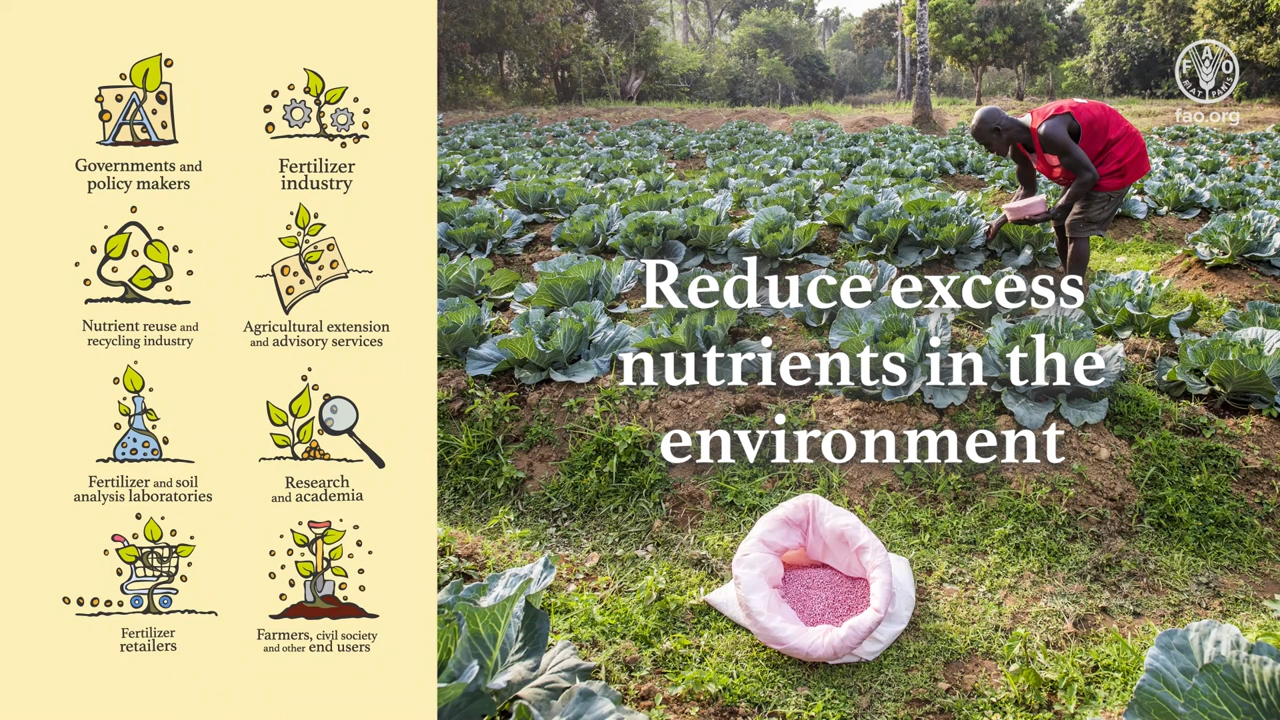 Governments and
policy makers
Fertilizer
industry
Nutrient reuse and
recycling industry
Agricultural extension
and advisory services
Fertilizer and soil
analysis laboratories
Research
and academia
Fertilizer
retailers
Farmers, civil society
and other end users
FAO
FIAT PANIS
fao.org
Reduce excess
nutrients in the
environment